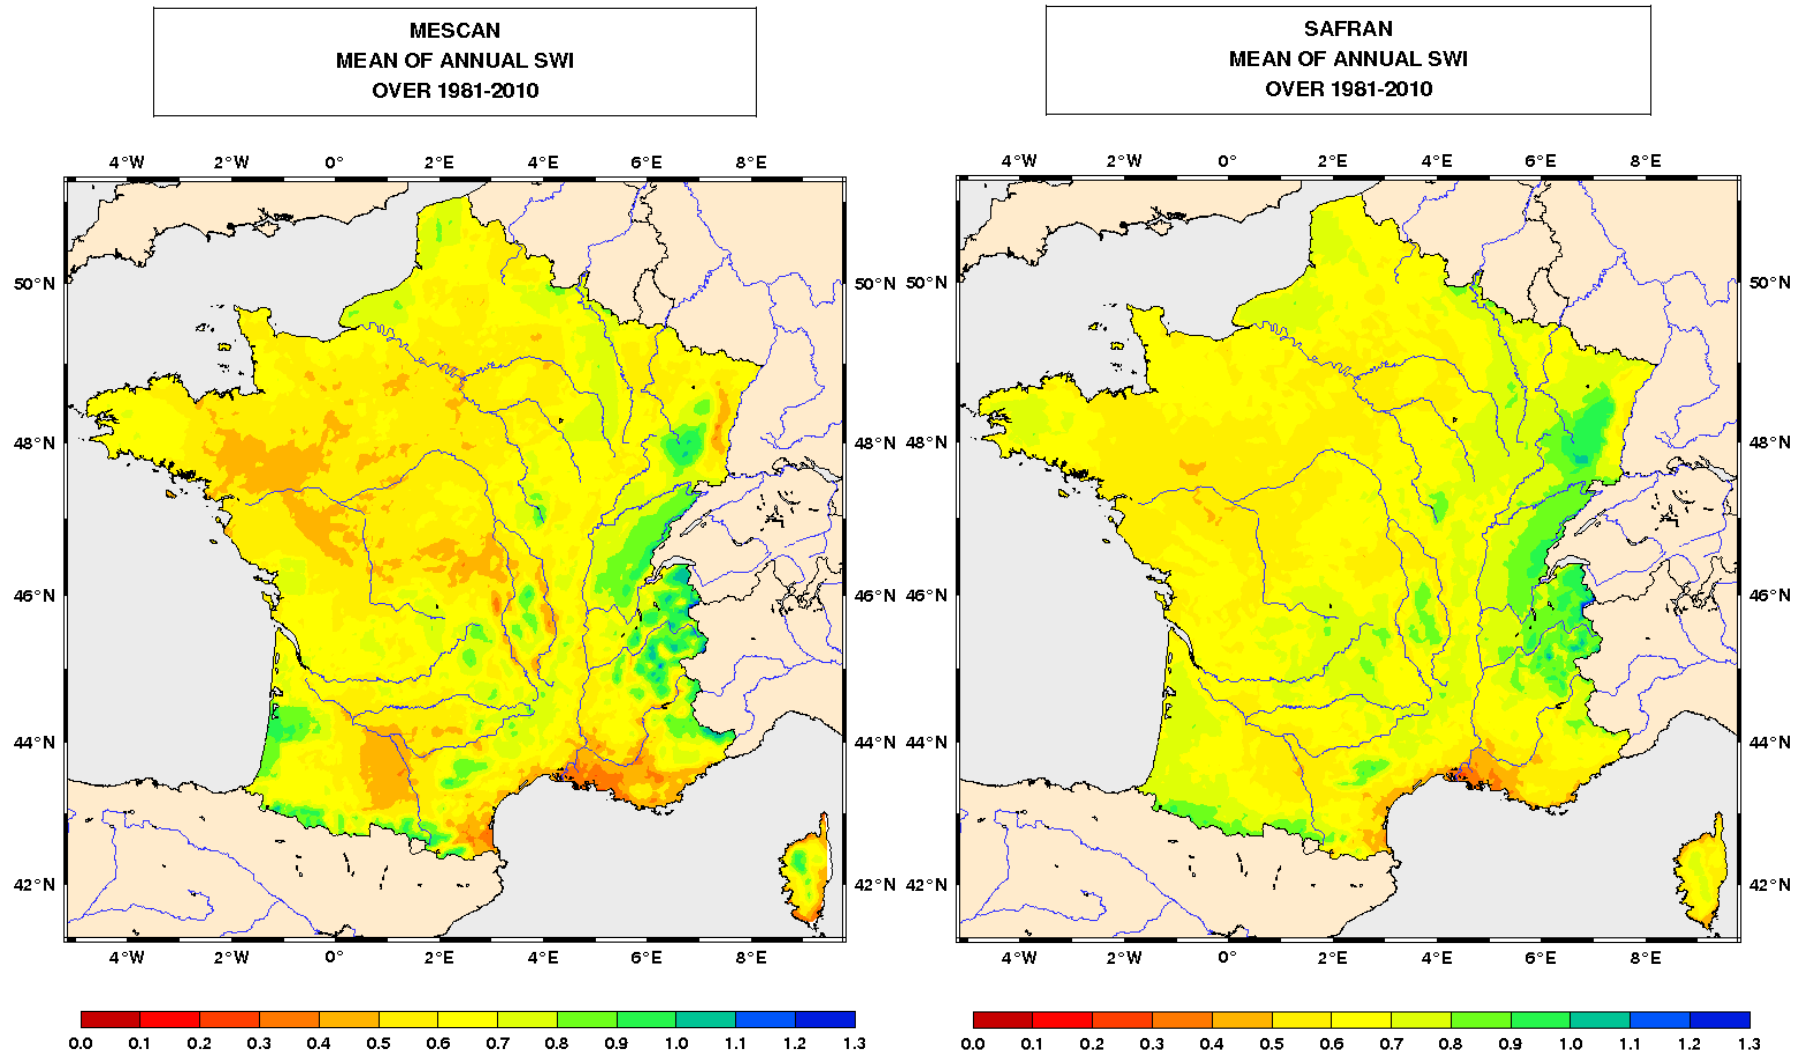 MESCAN
MEAN OF ANNUAL SWI
OVER 1981-2010
SAFRAN
MEAN OF ANNUAL SWI
OVER 1981-2010
4°W 2°W 0° 2°E 4°E 6°E 8°E
4°W 2°W 0° 2°E 4°E 6°E 8°E
50°N 50°N 50°N 50°N
48°N 48°N 48°N 48°N
46°N 46°N 46°N 46°N
44°N 44°N 44°N 44°N
42°N 42°N 42°N 42°N
4°W 2°W 0° 2°E 4°E 6°E 8°E
4°W 2°W 0° 2°E 4°E 6°E 8°E
0.0 0.1 0.2 0.3 0.4 0.5 0.6 0.7 0.8 0.9 1.0 1.1 1.2 1.3
0.0 0.1 0.2 0.3 0.4 0.5 0.6 0.7 0.8 0.9 1.0 1.1 1.2 1.3